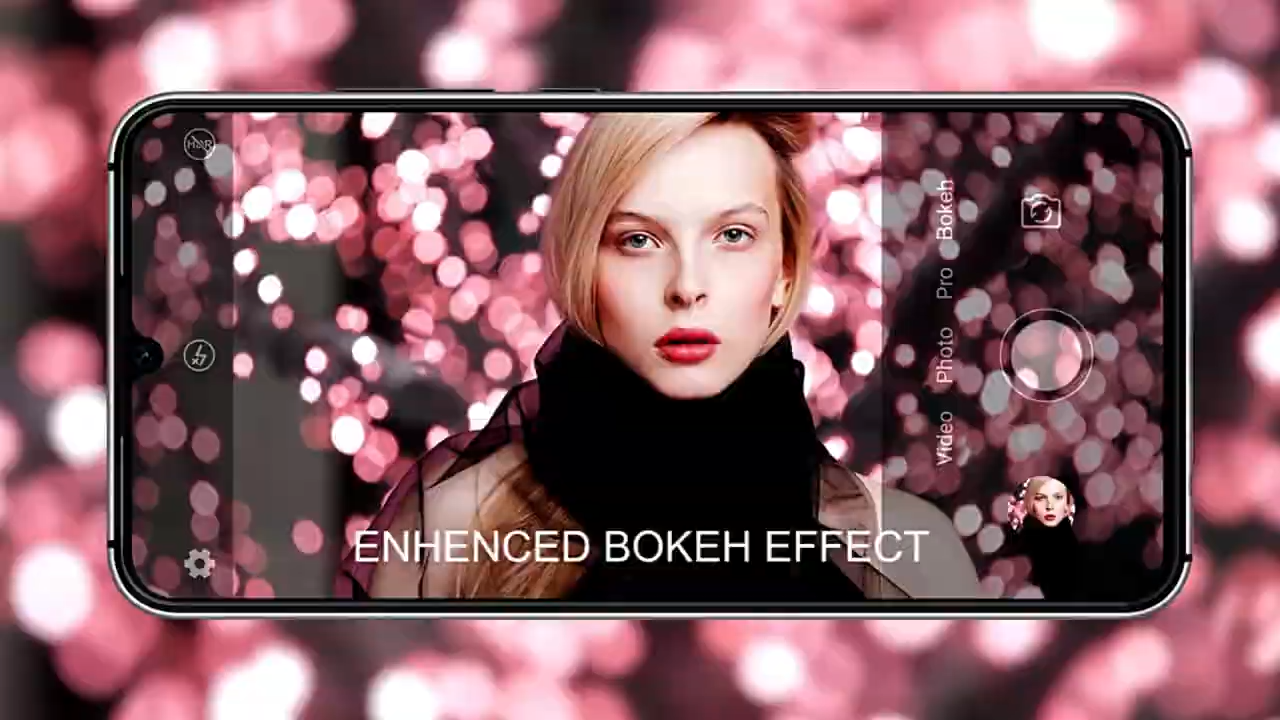 HDR
Bokeh
Pro
Photo
Video
ENHENCED BOKEH EFFECT